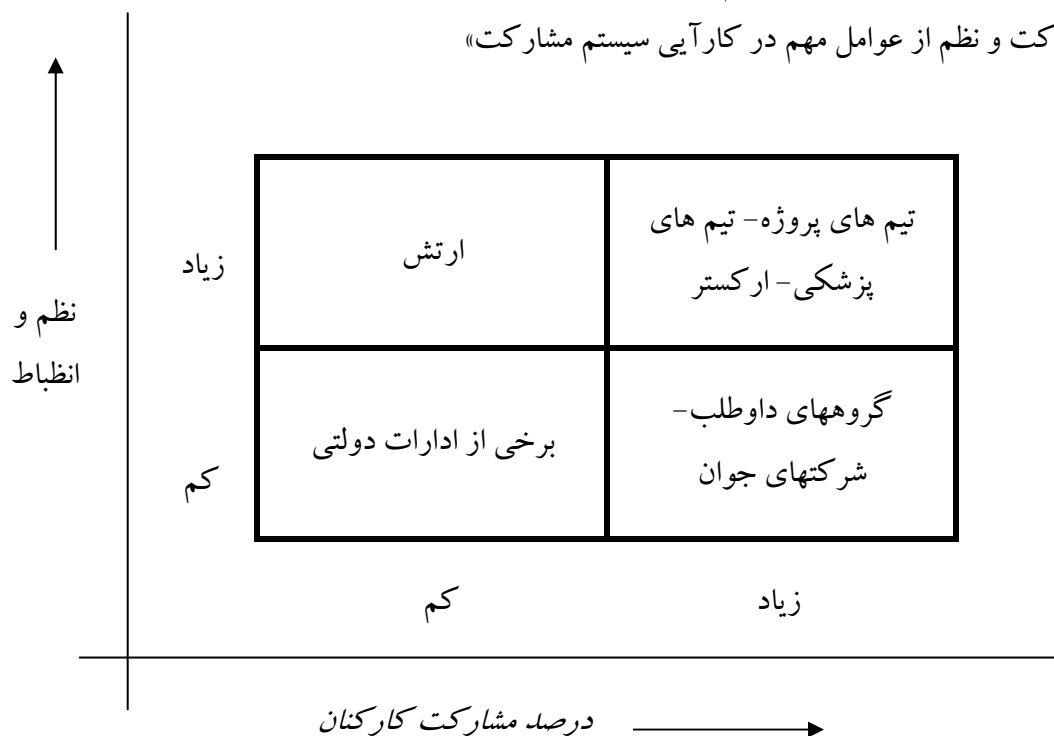 کت و نظم از عوامل مهم در کارآیی سیستم مشارکت»
تیم های پروژه- تیم های
پزشکی- ارکستر
ارتش
زیاد
نظم و
انظباط
گروههای داوطلب-
شرکتهای جوان
برخی از ادارات دولتی
کم
زیاد
کم
درصد مشارکت کارکنان